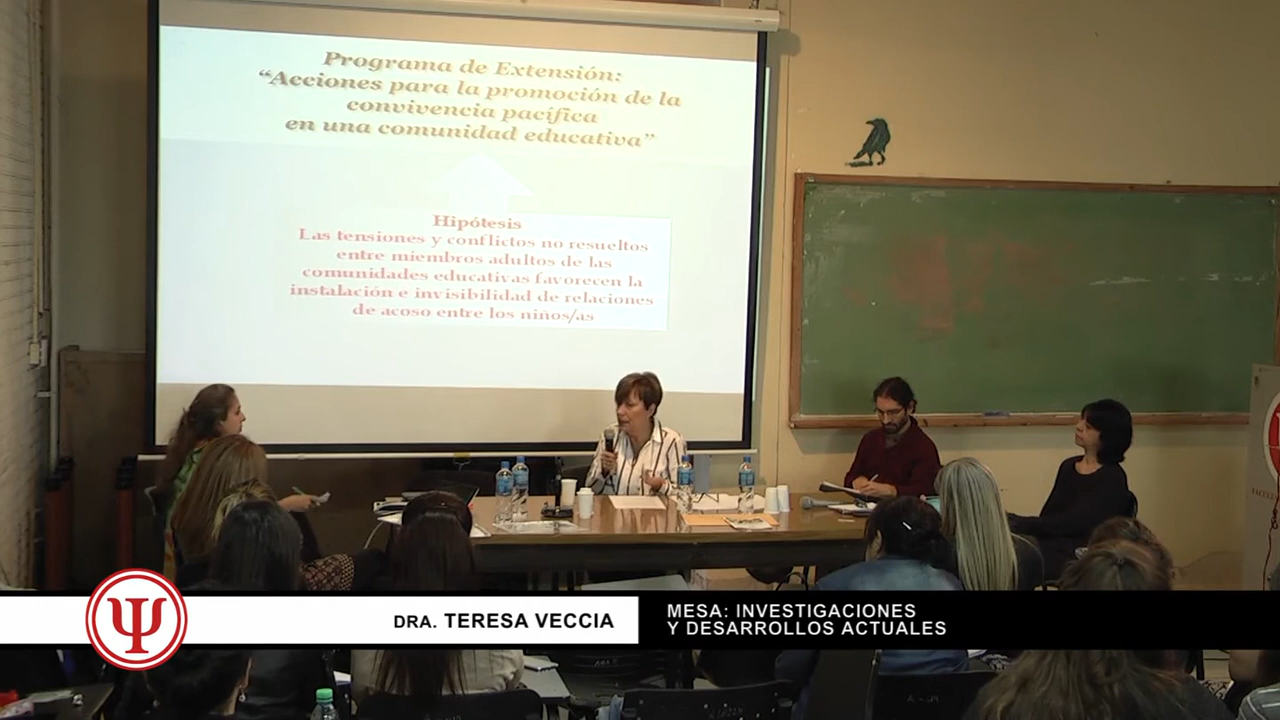 Programa de Extensión:
“Acciones para la promoción de la
convivencia pacífica
en una comunidad educativa”
Hipótesis
Las tensiones y conflictos no resueltos
entre miembros adultos de las
comunidades educativas favorecen la
instalación e invisibilidad de relaciones
de acoso entre los niños/as
DRA. TERESA VECCIA
MESA: INVESTIGACIONES
Y DESARROLLOS ACTUALES